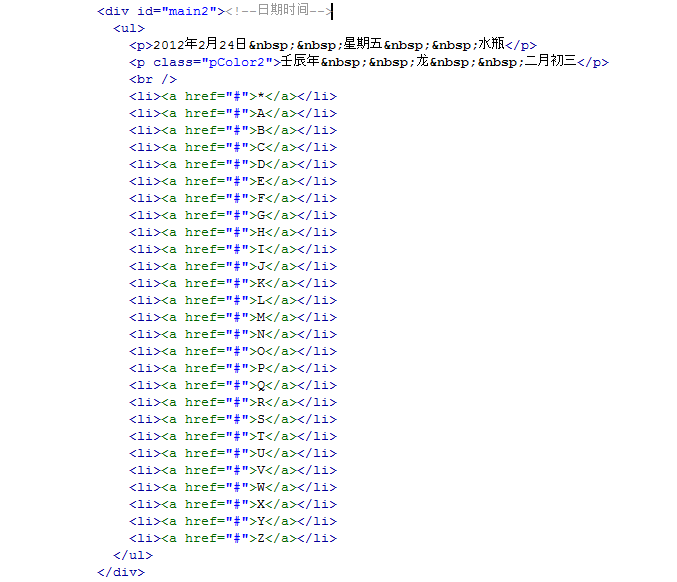 <div id="main2"><!--日期时间-->
<ul>
<p>2012年2月24日&nbsp;&nbsp;星期五&nbsp;&nbsp;水瓶</p>
<p class="pColor2">壬辰年&nbsp;&nbsp;龙&nbsp;&nbsp;二月初三</p>
<br />
<li><a href="#">*</a></li>
<li><a href="#">A</a></li>
<li><a href="#">B</a></li>
<li><a href="#">C</a></li>
<li><a href="#">D</a></li>
<li><a href="#">E</a></li>
<li><a href="#">F</a></li>
<li><a href="#">G</a></li>
<li><a href="#">H</a></li>
<li><a href="#">I</a></li>
<li><a href="#">J</a></li>
<li><a href="#">K</a></li>
<li><a href="#">L</a></li>
<li><a href="#">M</a></li>
<li><a href="#">N</a></li>
<li><a href="#">O</a></li>
<li><a href="#">P</a></li>
<li><a href="#">Q</a></li>
<li><a href="#">R</a></li>
<li><a href="#">S</a></li>
<li><a href="#">T</a></li>
<li><a href="#">U</a></li>
<li><a href="#">V</a></li>
<li><a href="#">W</a></li>
<li><a href="#">X</a></li>
<li><a href="#">Y</a></li>
<li><a href="#">Z</a></li>
</ul>
</div>